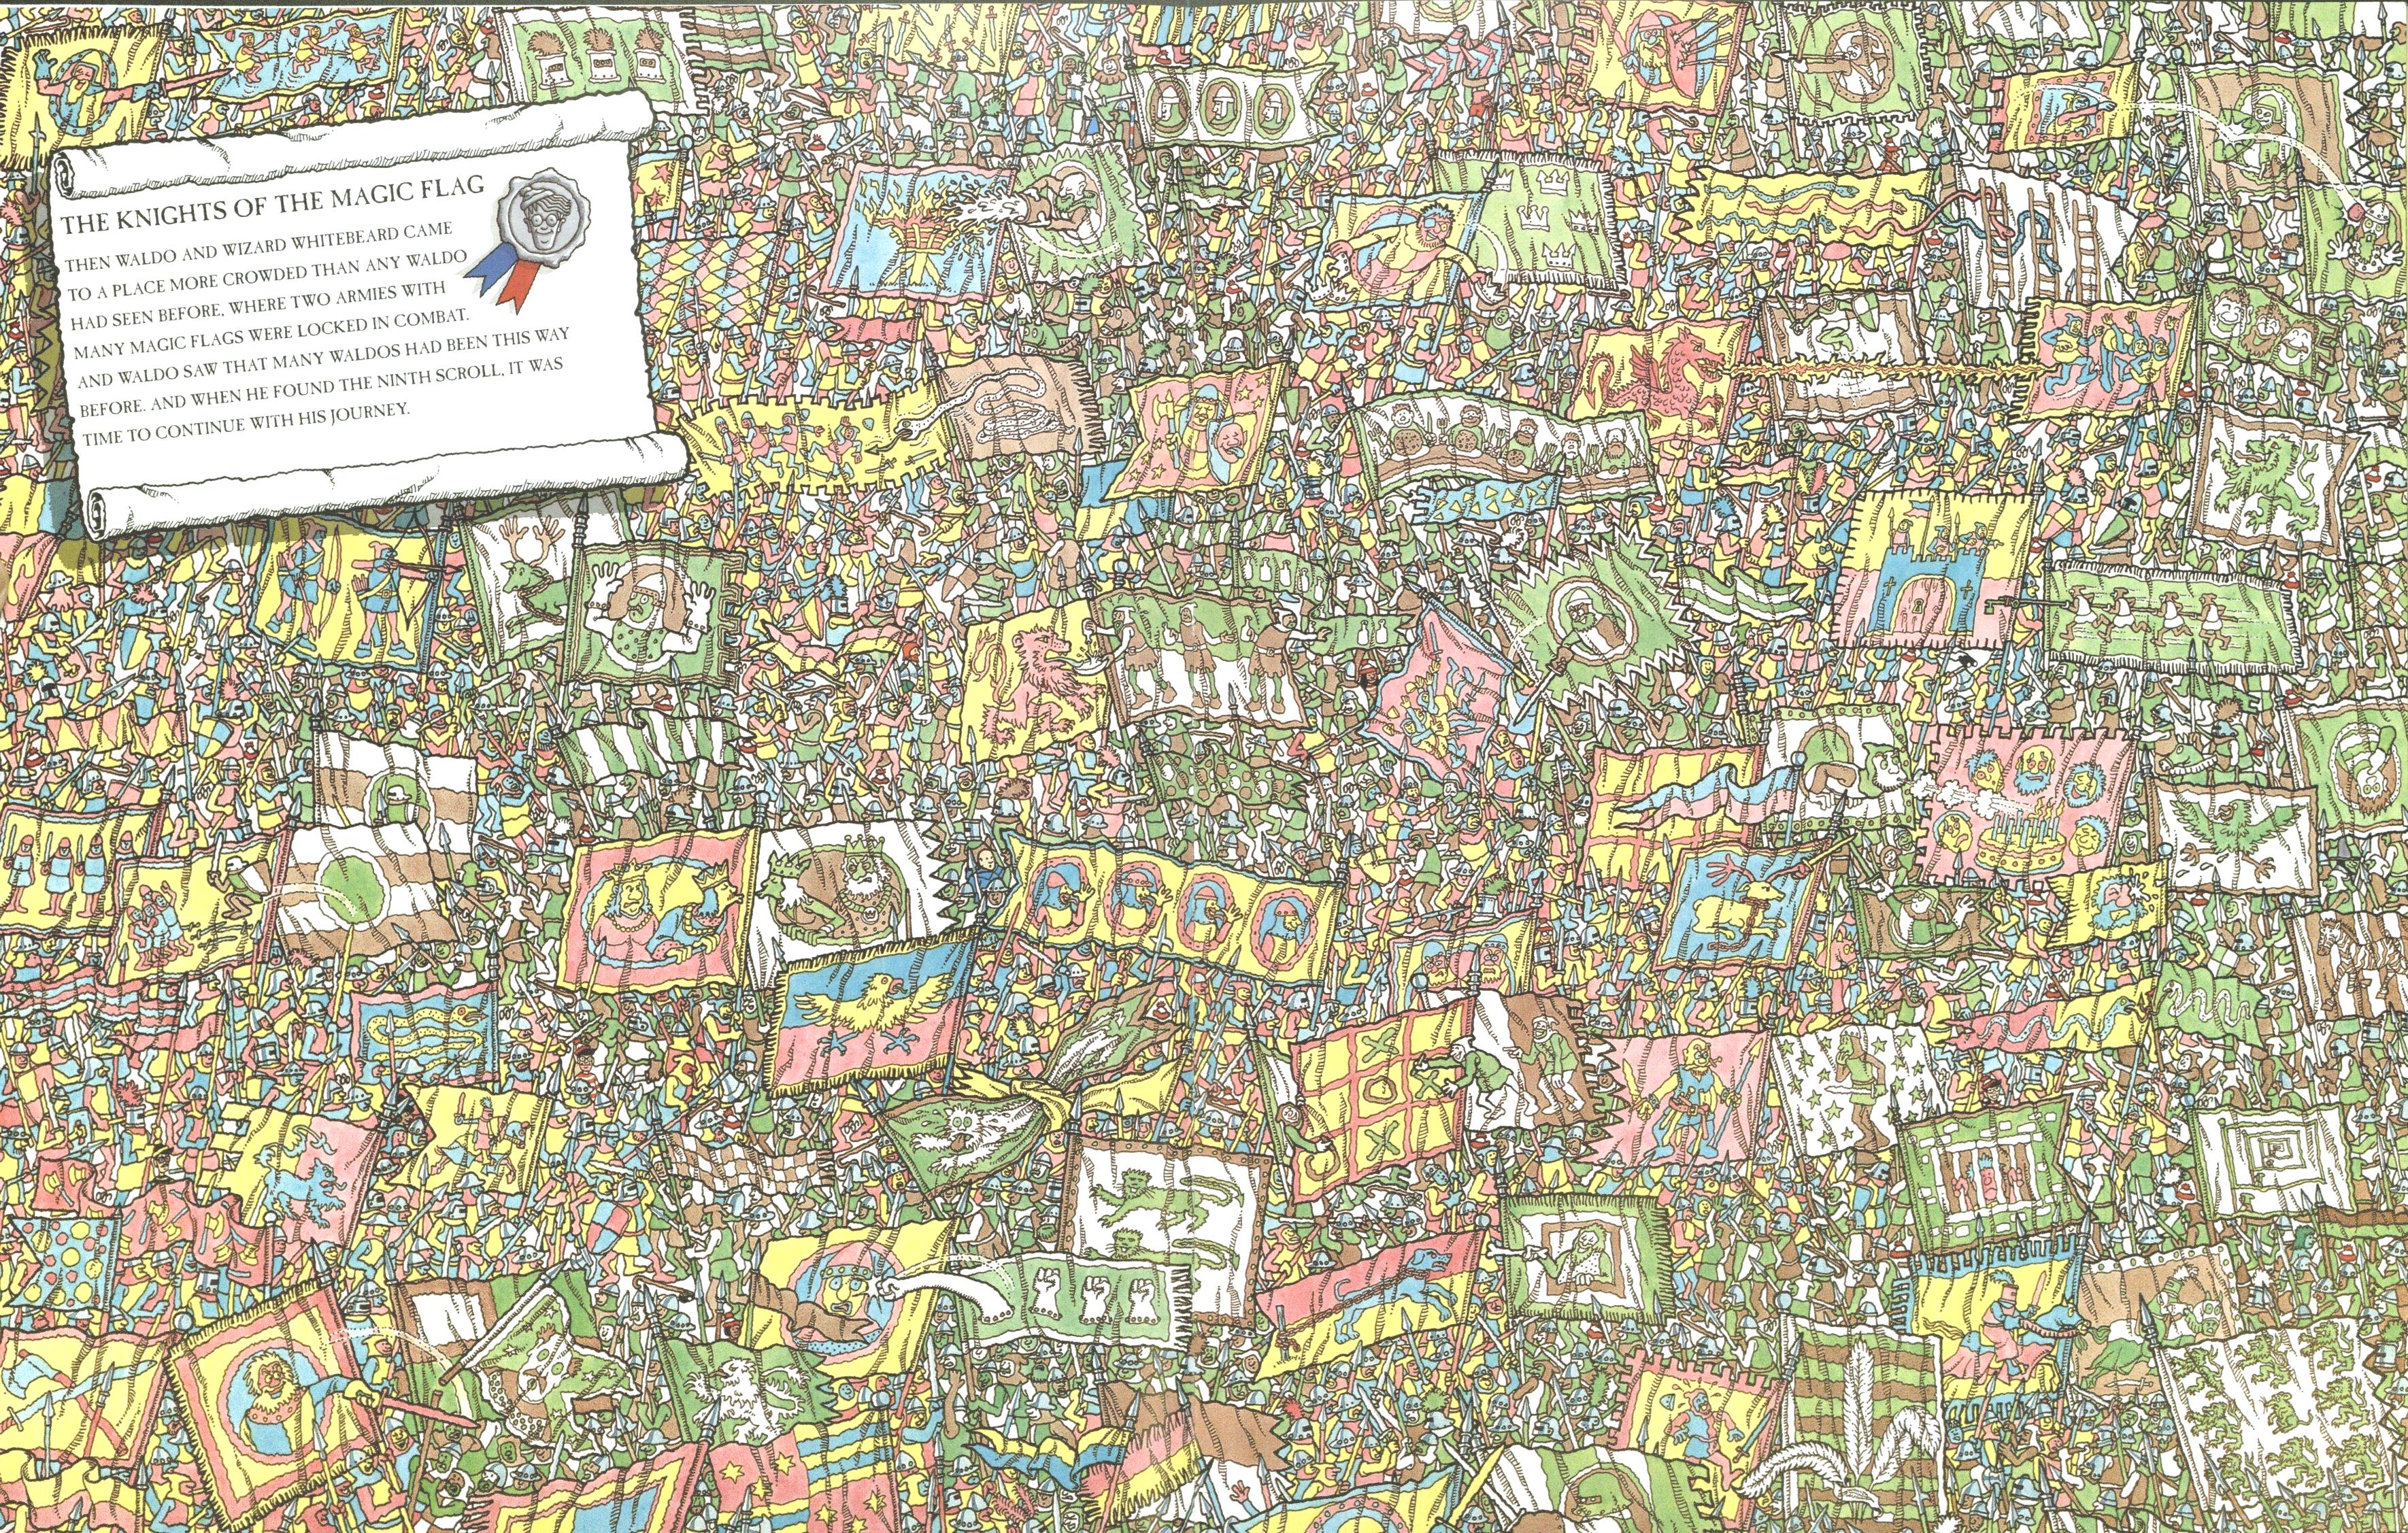 THE KNIGHTS OF THE MAGIC FLAG
THEN WALDO AND WIZARD WHITEBEARD CAME
TO A PLACE MORE CROWDED THAN ANY WALDO
HAD SEEN BEFORE, WHERE TWO ARMIES WITH
MANY MAGIC FLAGS WERE LOCKED IN COMBAT.
AND WALDO SAW THAT MANY WALDOS HAD BEEN THIS WAY
BEFORE. AND WHEN HE FOUND THE NINTH SCROLL, IT WAS
TIME TO CONTINUE WITH HIS JOURNEY.